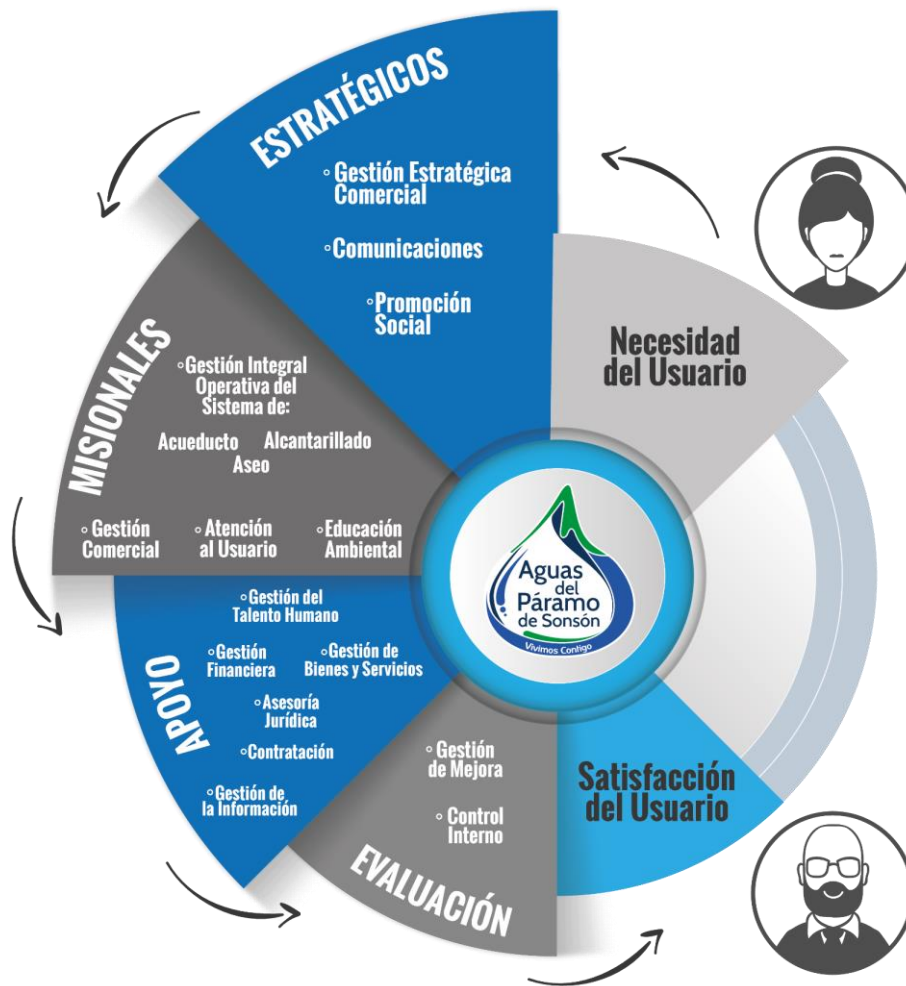 ESTRATÉGICOS
° Gestión Estratégica
Comercial
° Comunicaciones
° Promoción
Social
Necesidad
del Usuario
MISIONALES
° Gestión Integral
Operativa del
Sistema de:
Acueducto Alcantarillado
Aseo
° Gestión
Comercial
° Atención
al Usuario
° Educación
Ambiental
Aguas
del
Páramo
de Sonsón
Vivimos Contigo
APOYO
° Gestión del
Talento Humano
° Gestión
Financiera
° Gestión de
Bienes y Servicios
° Asesoría
Jurídica
° Contratación
° Gestión de
la Información
EVALUACIÓN
° Gestión
de Mejora
° Control
Interno
Satisfacción
del Usuario